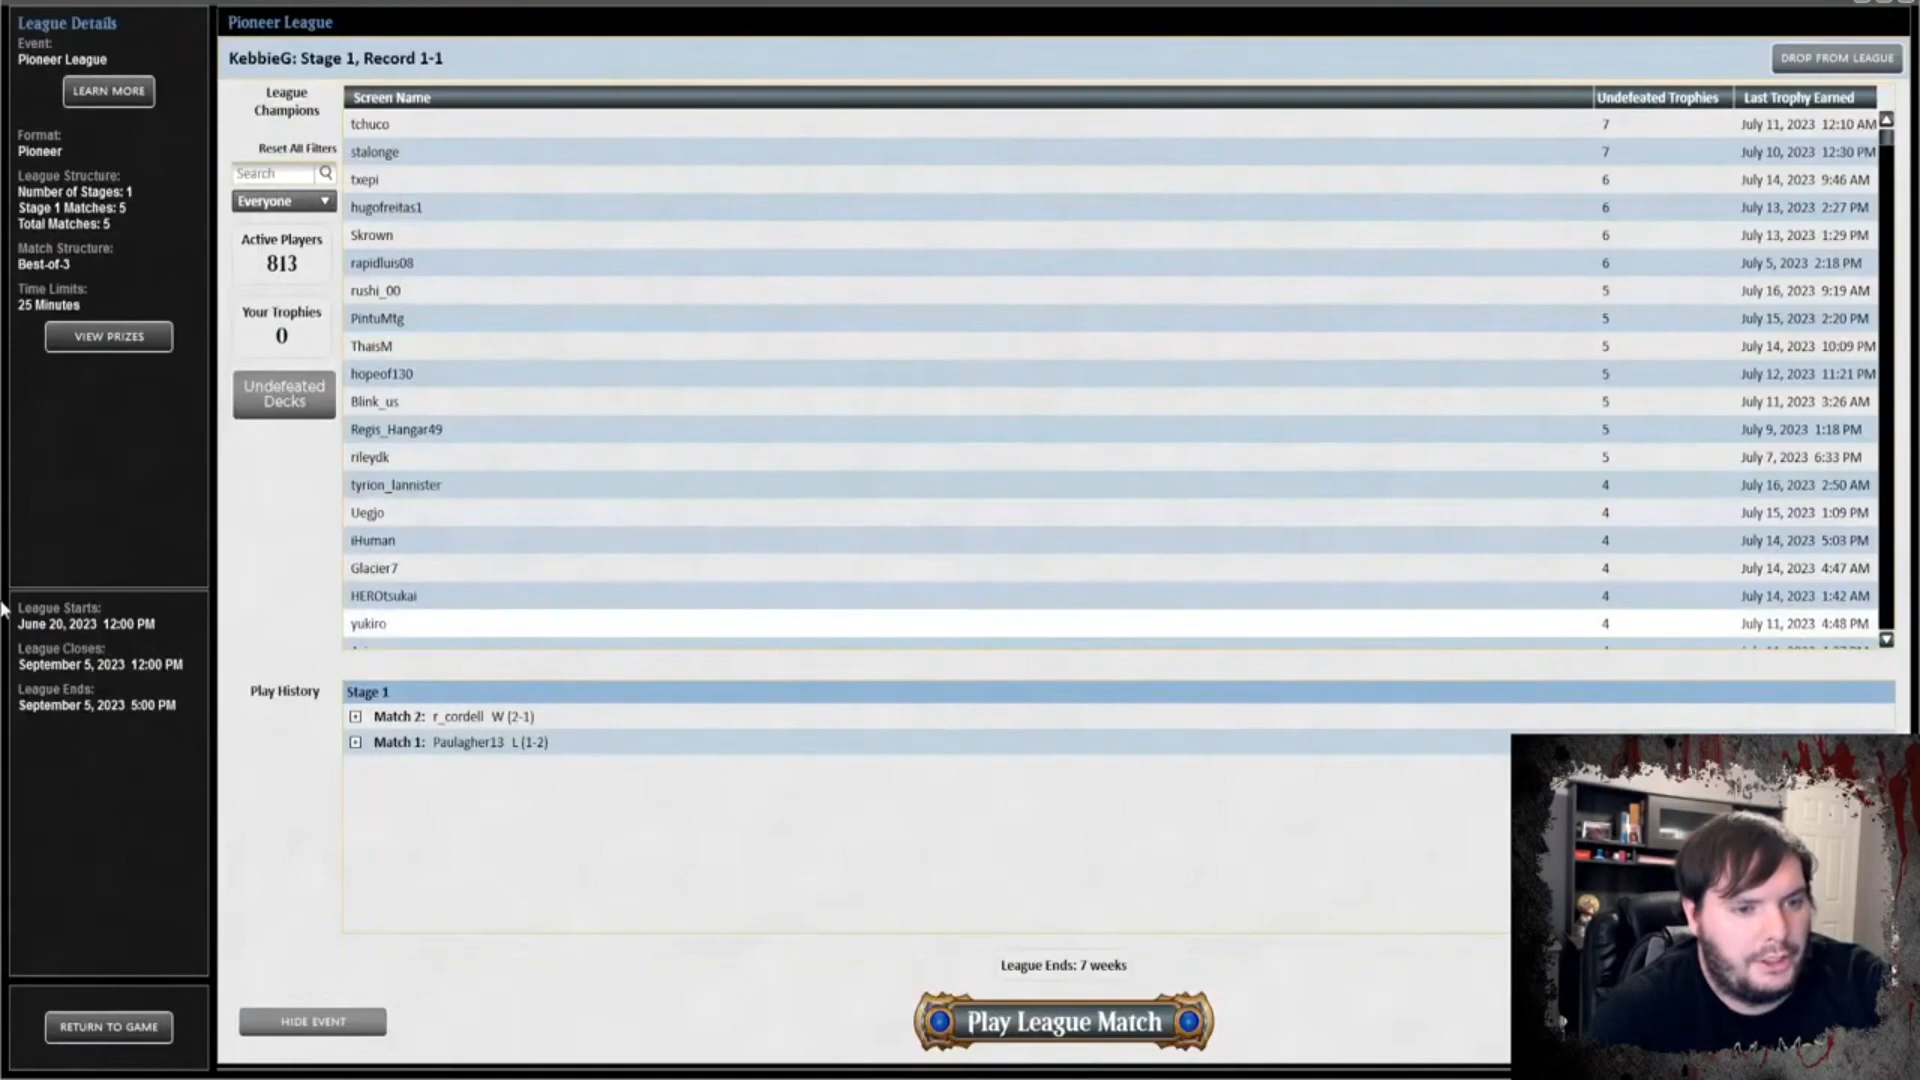 League Details
Event:
Pioneer League
LEARN MORE
Format:
Pioneer
League Structure:
Number of Stages: 1
Stage 1 Matches: 5
Total Matches: 5
Match Structure:
Best-of-3
Time Limits:
25 Minutes
VIEW PRIZES
League Starts:
June 20, 2023 12:00 PM
League Closes:
September 5, 2023 12:00 PM
League Ends:
September 5, 2023 5:00 PM
RETURN TO GAME
Pioneer League
KebbieG: Stage 1, Record 1-1
DROP FROM LEAGUE
League
Champions
Reset All Filters
Search
Everyone
Active Players
813
Your Trophies
0
Undefeated
Decks
Screen Name Undefeated Trophies Last Trophy Earned
tchuco 7 July 11, 2023 12:10 AM
stalonge 7 July 10, 2023 12:30 PM
txepi 6 July 14, 2023 9:46 AM
hugofreitas1 6 July 13, 2023 2:27 PM
Skrown 6 July 13, 2023 1:29 PM
rapidluis08 6 July 5, 2023 2:18 PM
rushi_00 5 July 16, 2023 9:19 AM
PintuMtg 5 July 15, 2023 2:20 PM
ThaisM 5 July 14, 2023 10:09 PM
hopeof130 5 July 12, 2023 11:21 PM
Blink_us 5 July 11, 2023 3:26 AM
Regis_Hangar49 5 July 9, 2023 1:18 PM
rileydk 5 July 7, 2023 6:33 PM
tyrion_lannister 4 July 16, 2023 2:50 AM
Uegjo 4 July 15, 2023 1:09 PM
iHuman 4 July 14, 2023 5:03 PM
Glacier7 4 July 14, 2023 4:47 AM
HEROtsukai 4 July 14, 2023 1:42 AM
yukiro 4 July 11, 2023 4:48 PM
Play History
Stage 1
Match 2: r_cordell W (2-1)
Match 1: Paulagher13 L (1-2)
League Ends: 7 weeks
HIDE EVENT
Play League Match